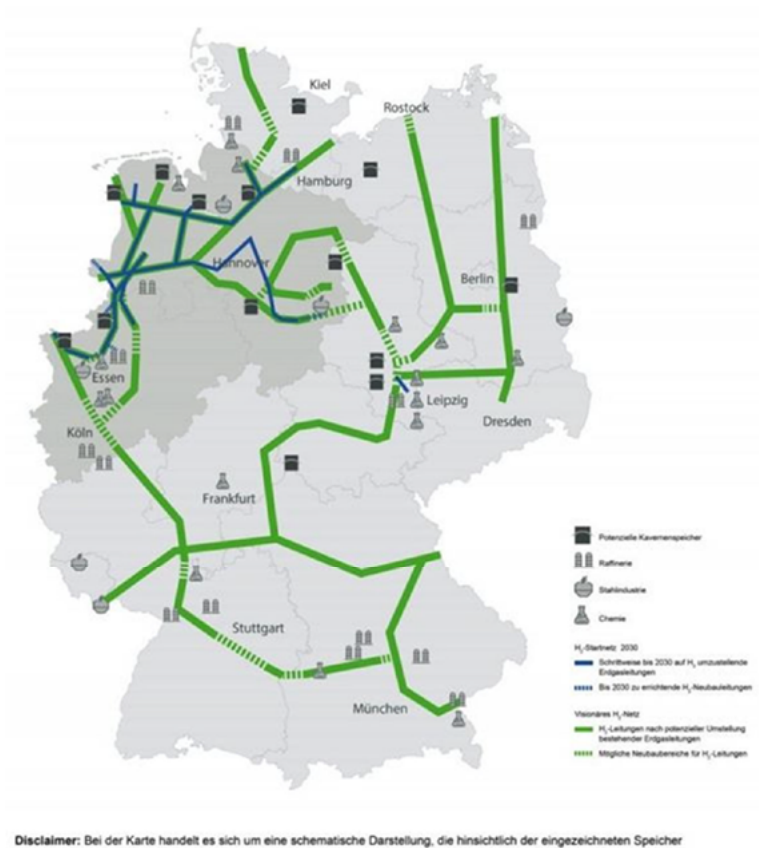 Kiel
Rostock
Hamburg
Hannover
Berlin
Essen
Leipzig
Köln
Dresden
Frankfurt
Stuttgart
München
Potenzielle Kavernenspeicher
Raffinerie
Stahlindustrie
Chemie
H₂-Startnetz 2030
Schrittweise bis 2030 auf H₂ umzustellende
Erdgasleitungen
Bis 2030 zu errichtende H₂-Neubauleitungen
Visionäres H₂-Netz
H₂-Leitungen nach potenzieller Umstellung
bestehender Erdgasleitungen
Mögliche Neubaubereiche für H₂-Leitungen
Disclaimer: Bei der Karte handelt es sich um eine schematische Darstellung, die hinsichtlich der eingezeichneten Speicher